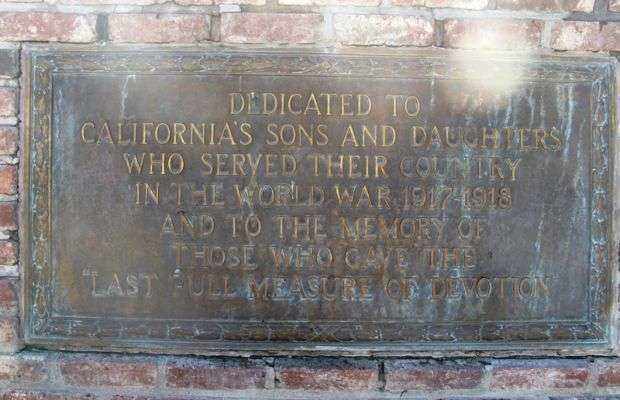 DEDICATED TO
CALIFORNIA'S SONS AND DAUGHTERS
WHO SERVED THEIR COUNTRY
IN THE WORLD WAR, 1917-1918
AND TO THE MEMORY OF
THOSE WHO GAVE THE
"LAST FULL MEASURE OF DEVOTION"